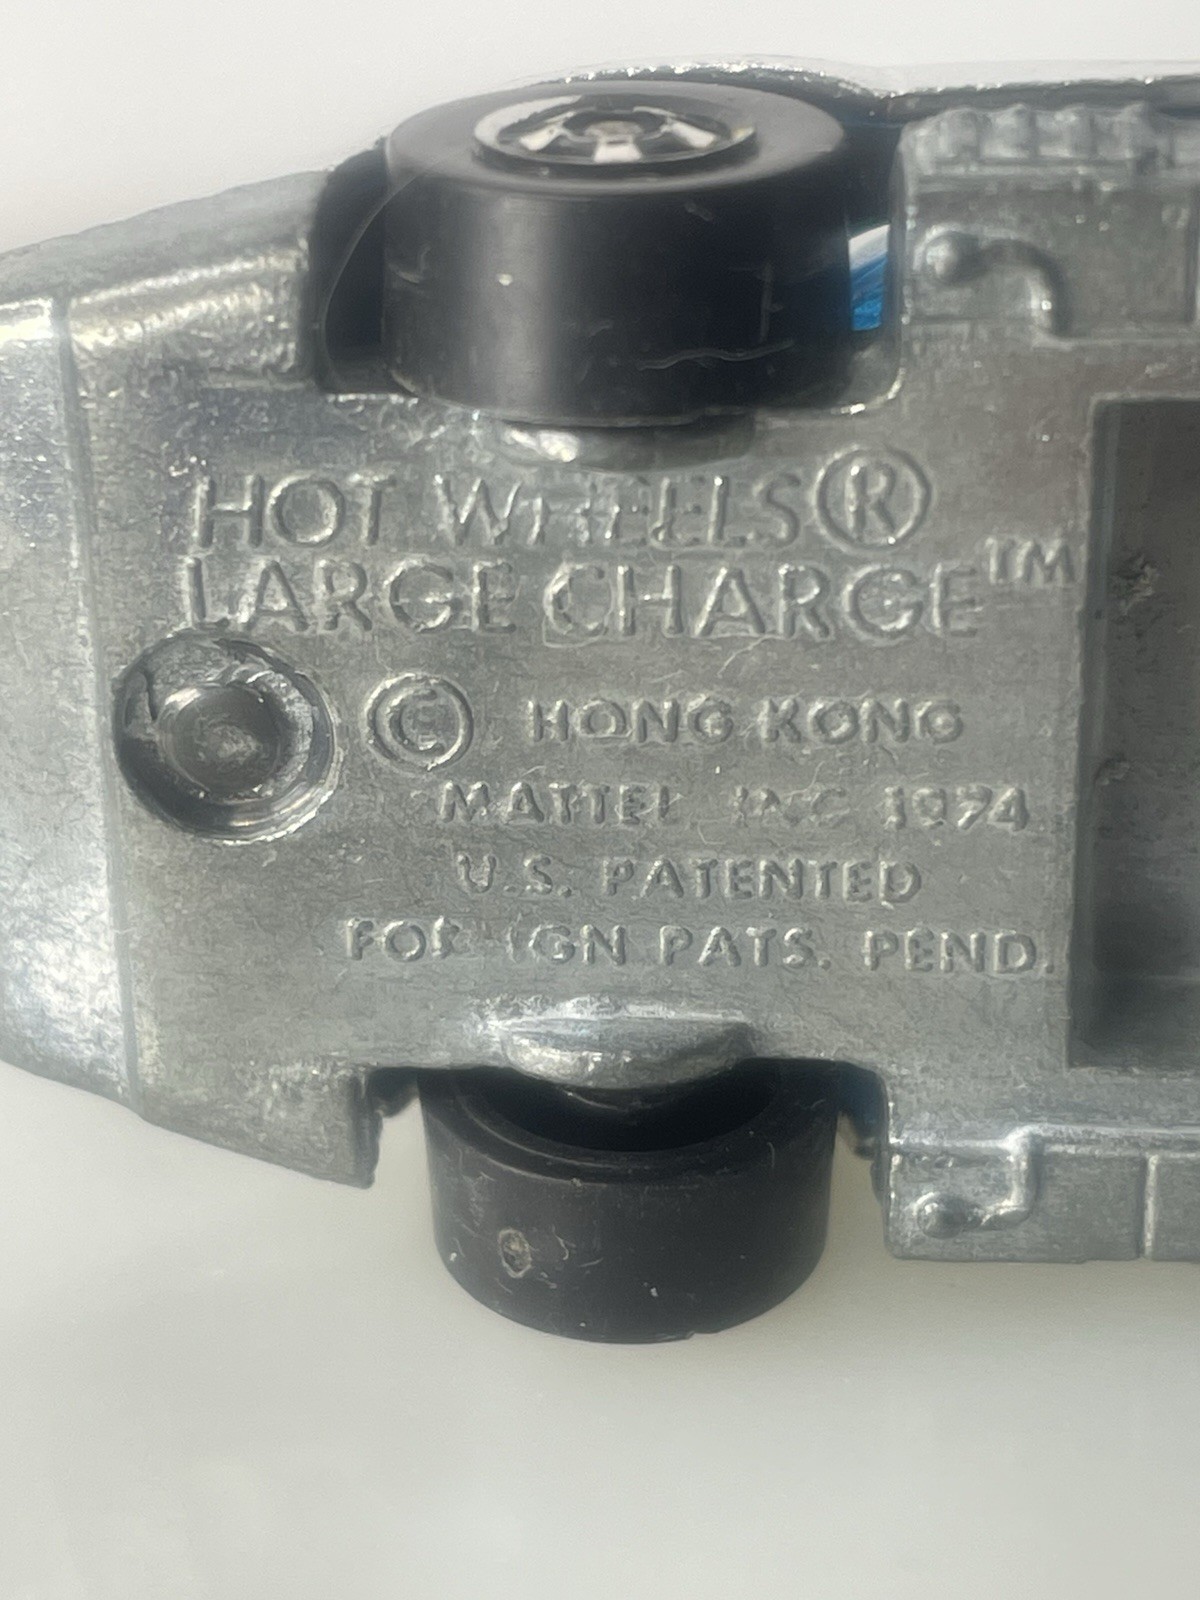 HOT WHEELS®
LARGE CHARGE™
© HONG KONG
MATTEL INC 1974
U.S. PATENTED
FOREIGN PATS. PEND.